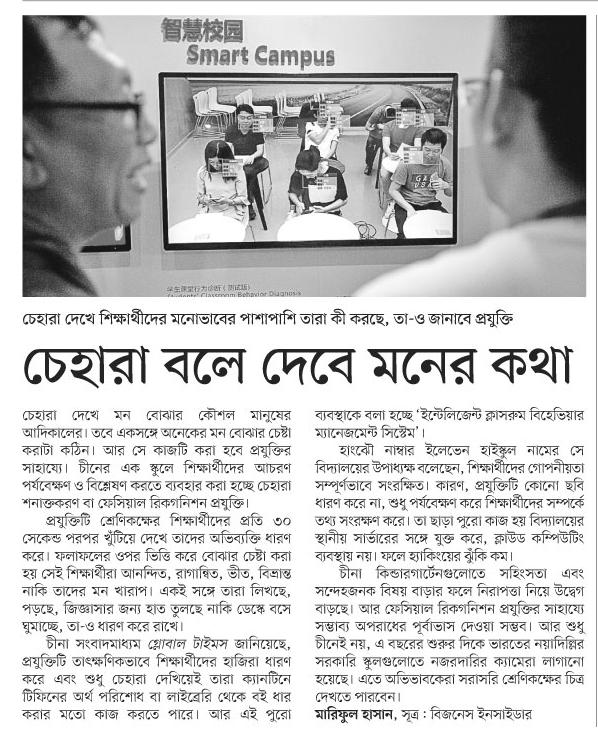 智慧校园
Smart Campus
学生课堂行为诊断（测试版）
Students' Classroom Behavior Diagnosis
চেহারা দেখে শিক্ষার্থীদের মনোভাবের পাশাপাশি তারা কী করছে, তা-ও জানাবে প্রযুক্তি
চেহারা বলে দেবে মনের কথা
চেহারা দেখে মন বোঝার কৌশল মানুষের
আদিকালের। তবে একসঙ্গে অনেকের মন বোঝার চেষ্টা
করাটা কঠিন। আর সে কাজটি করা হবে প্রযুক্তির
সাহায্যে। চীনের এক স্কুলে শিক্ষার্থীদের আচরণ
পর্যবেক্ষণ ও বিশ্লেষণ করতে ব্যবহার করা হচ্ছে চেহারা
শনাক্তকরণ বা ফেসিয়াল রিকগনিশন প্রযুক্তি।
প্রযুক্তিটি শ্রেণিকক্ষের শিক্ষার্থীদের প্রতি ৩০
সেকেন্ড পরপর খুঁটিয়ে দেখে তাদের অভিব্যক্তি ধারণ
করে। ফলাফলের ওপর ভিত্তি করে বোঝার চেষ্টা করা
হয় সেই শিক্ষার্থীরা আনন্দিত, রাগান্বিত, ভীত, বিভ্রান্ত
নাকি তাদের মন খারাপ। একই সঙ্গে তারা লিখছে,
পড়ছে, জিজ্ঞাসার জন্য হাত তুলছে নাকি ডেস্কে বসে
ঘুমাচ্ছে, তা-ও ধারণ করে রাখে।
চীনা সংবাদমাধ্যম গ্লোবাল টাইমস জানিয়েছে,
প্রযুক্তিটি তাৎক্ষণিকভাবে শিক্ষার্থীদের হাজিরা ধারণ
করে এবং শুধু চেহারা দেখিয়েই তারা ক্যানটিনে
টিফিনের অর্থ পরিশোধ বা লাইব্রেরি থেকে বই ধার
করার মতো কাজ করতে পারে। আর এই পুরো
ব্যবস্থাকে বলা হচ্ছে ‘ইন্টেলিজেন্ট ক্লাসরুম বিহেভিয়ার
ম্যানেজমেন্ট সিস্টেম’।
হাংঝৌ নাম্বার ইলেভেন হাইস্কুল নামের সে
বিদ্যালয়ের উপাধ্যক্ষ বলেছেন, শিক্ষার্থীদের গোপনীয়তা
সম্পূর্ণভাবে সংরক্ষিত। কারণ, প্রযুক্তিটি কোনো ছবি
ধারণ করে না, শুধু পর্যবেক্ষণ করে শিক্ষার্থীদের সম্পর্কে
তথ্য সংরক্ষণ করে। তা ছাড়া পুরো কাজ হয় বিদ্যালয়ের
স্থানীয় সার্ভারের সঙ্গে যুক্ত করে, ক্লাউড কম্পিউটিং
ব্যবস্থায় নয়। ফলে হ্যাকিংয়ের ঝুঁকি কম।
চীনা কিন্ডারগার্টেনগুলোতে সহিংসতা এবং
সন্দেহজনক বিষয় বাড়ার ফলে নিরাপত্তা নিয়ে উদ্বেগ
বাড়ছে। আর ফেসিয়াল রিকগনিশন প্রযুক্তির সাহায্যে
সম্ভাব্য অপরাধের পূর্বাভাস দেওয়া সম্ভব। আর শুধু
চীনেই নয়, এ বছরের শুরুর দিকে ভারতের নয়াদিল্লির
সরকারি স্কুলগুলোতে নজরদারির ক্যামেরা লাগানো
হয়েছে। এতে অভিভাবকেরা সরাসরি শ্রেণিকক্ষের চিত্র
দেখতে পারবেন।
মারিফুল হাসান, সূত্র : বিজনেস ইনসাইডার